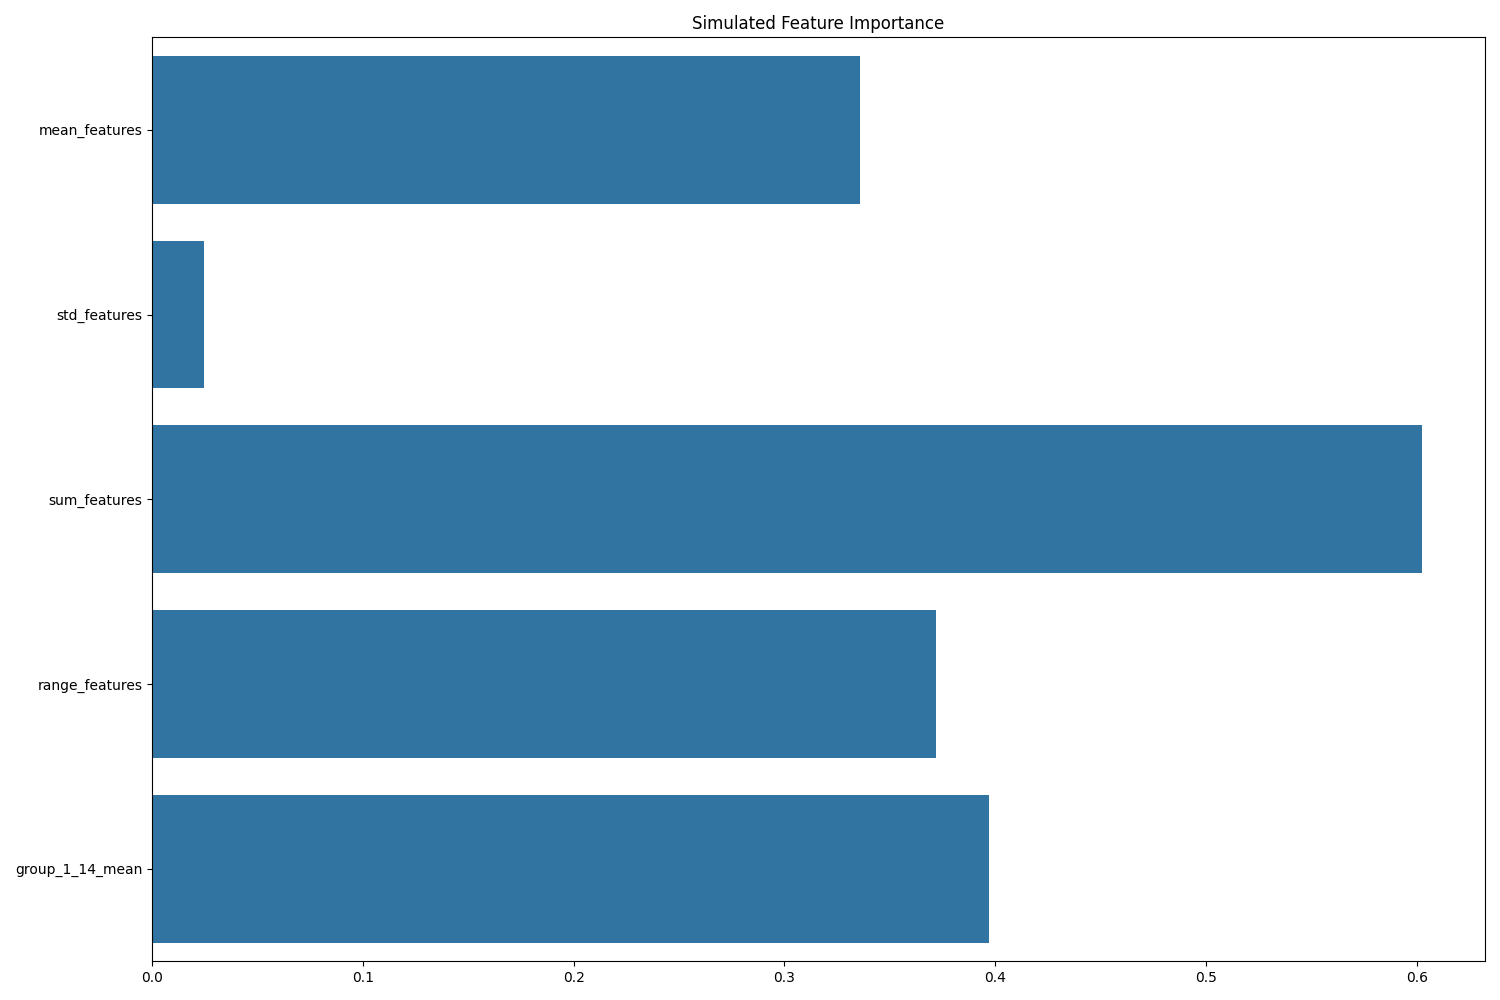 Simulated Feature Importance
mean_features
std_features
sum_features
range_features
group_1_14_mean
0.0 0.1 0.2 0.3 0.4 0.5 0.6